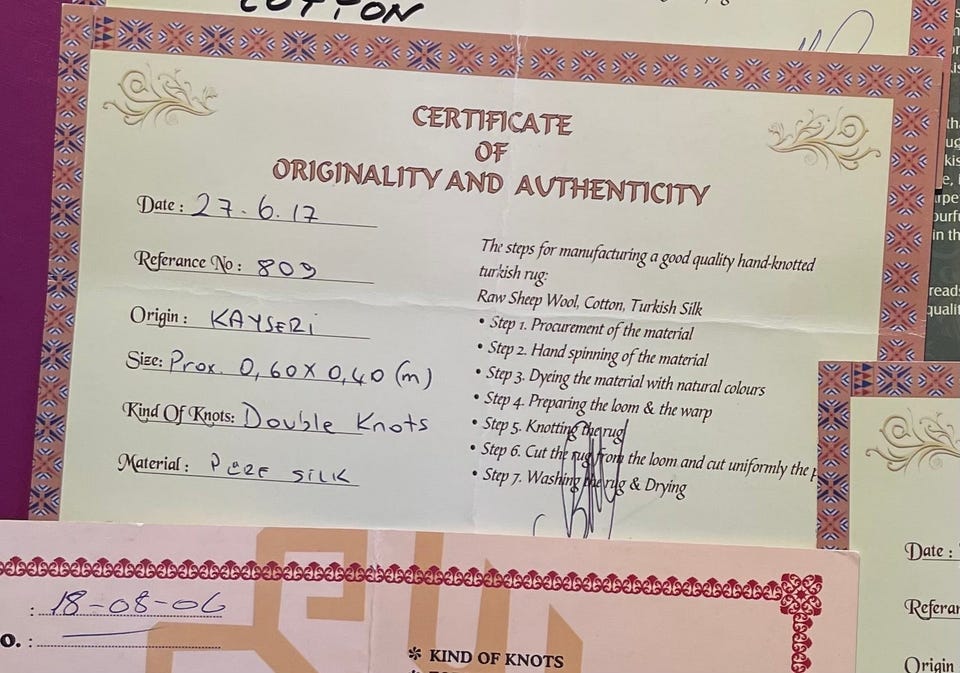 COTTON
CERTIFICATE
OF
ORIGINALITY AND AUTHENTICITY
Date : 27.6.17
Referance No : 809
Origin : KAYSERi
Size: Prox. 0,60 X 0,40 (m)
Kind Of Knots: Double Knots
Material : PURE SiLK
The steps for manufacturing a good quality hand-knotted
turkish rug;
Raw Sheep Wool, Cotton, Turkish Silk
• Step 1. Procurement of the material
• Step 2. Hand spinning of the material
• Step 3. Dyeing the material with natural colours
• Step 4. Preparing the loom & the warp
• Step 5. Knotting the rug
• Step 6. Cut the rug from the loom and cut uniformly the p
• Step 7. Washing the rug & Drying
: 18-08-06
o. :
* KIND OF KNOTS
Date :
Referan
Origin
in th
reads
qualit